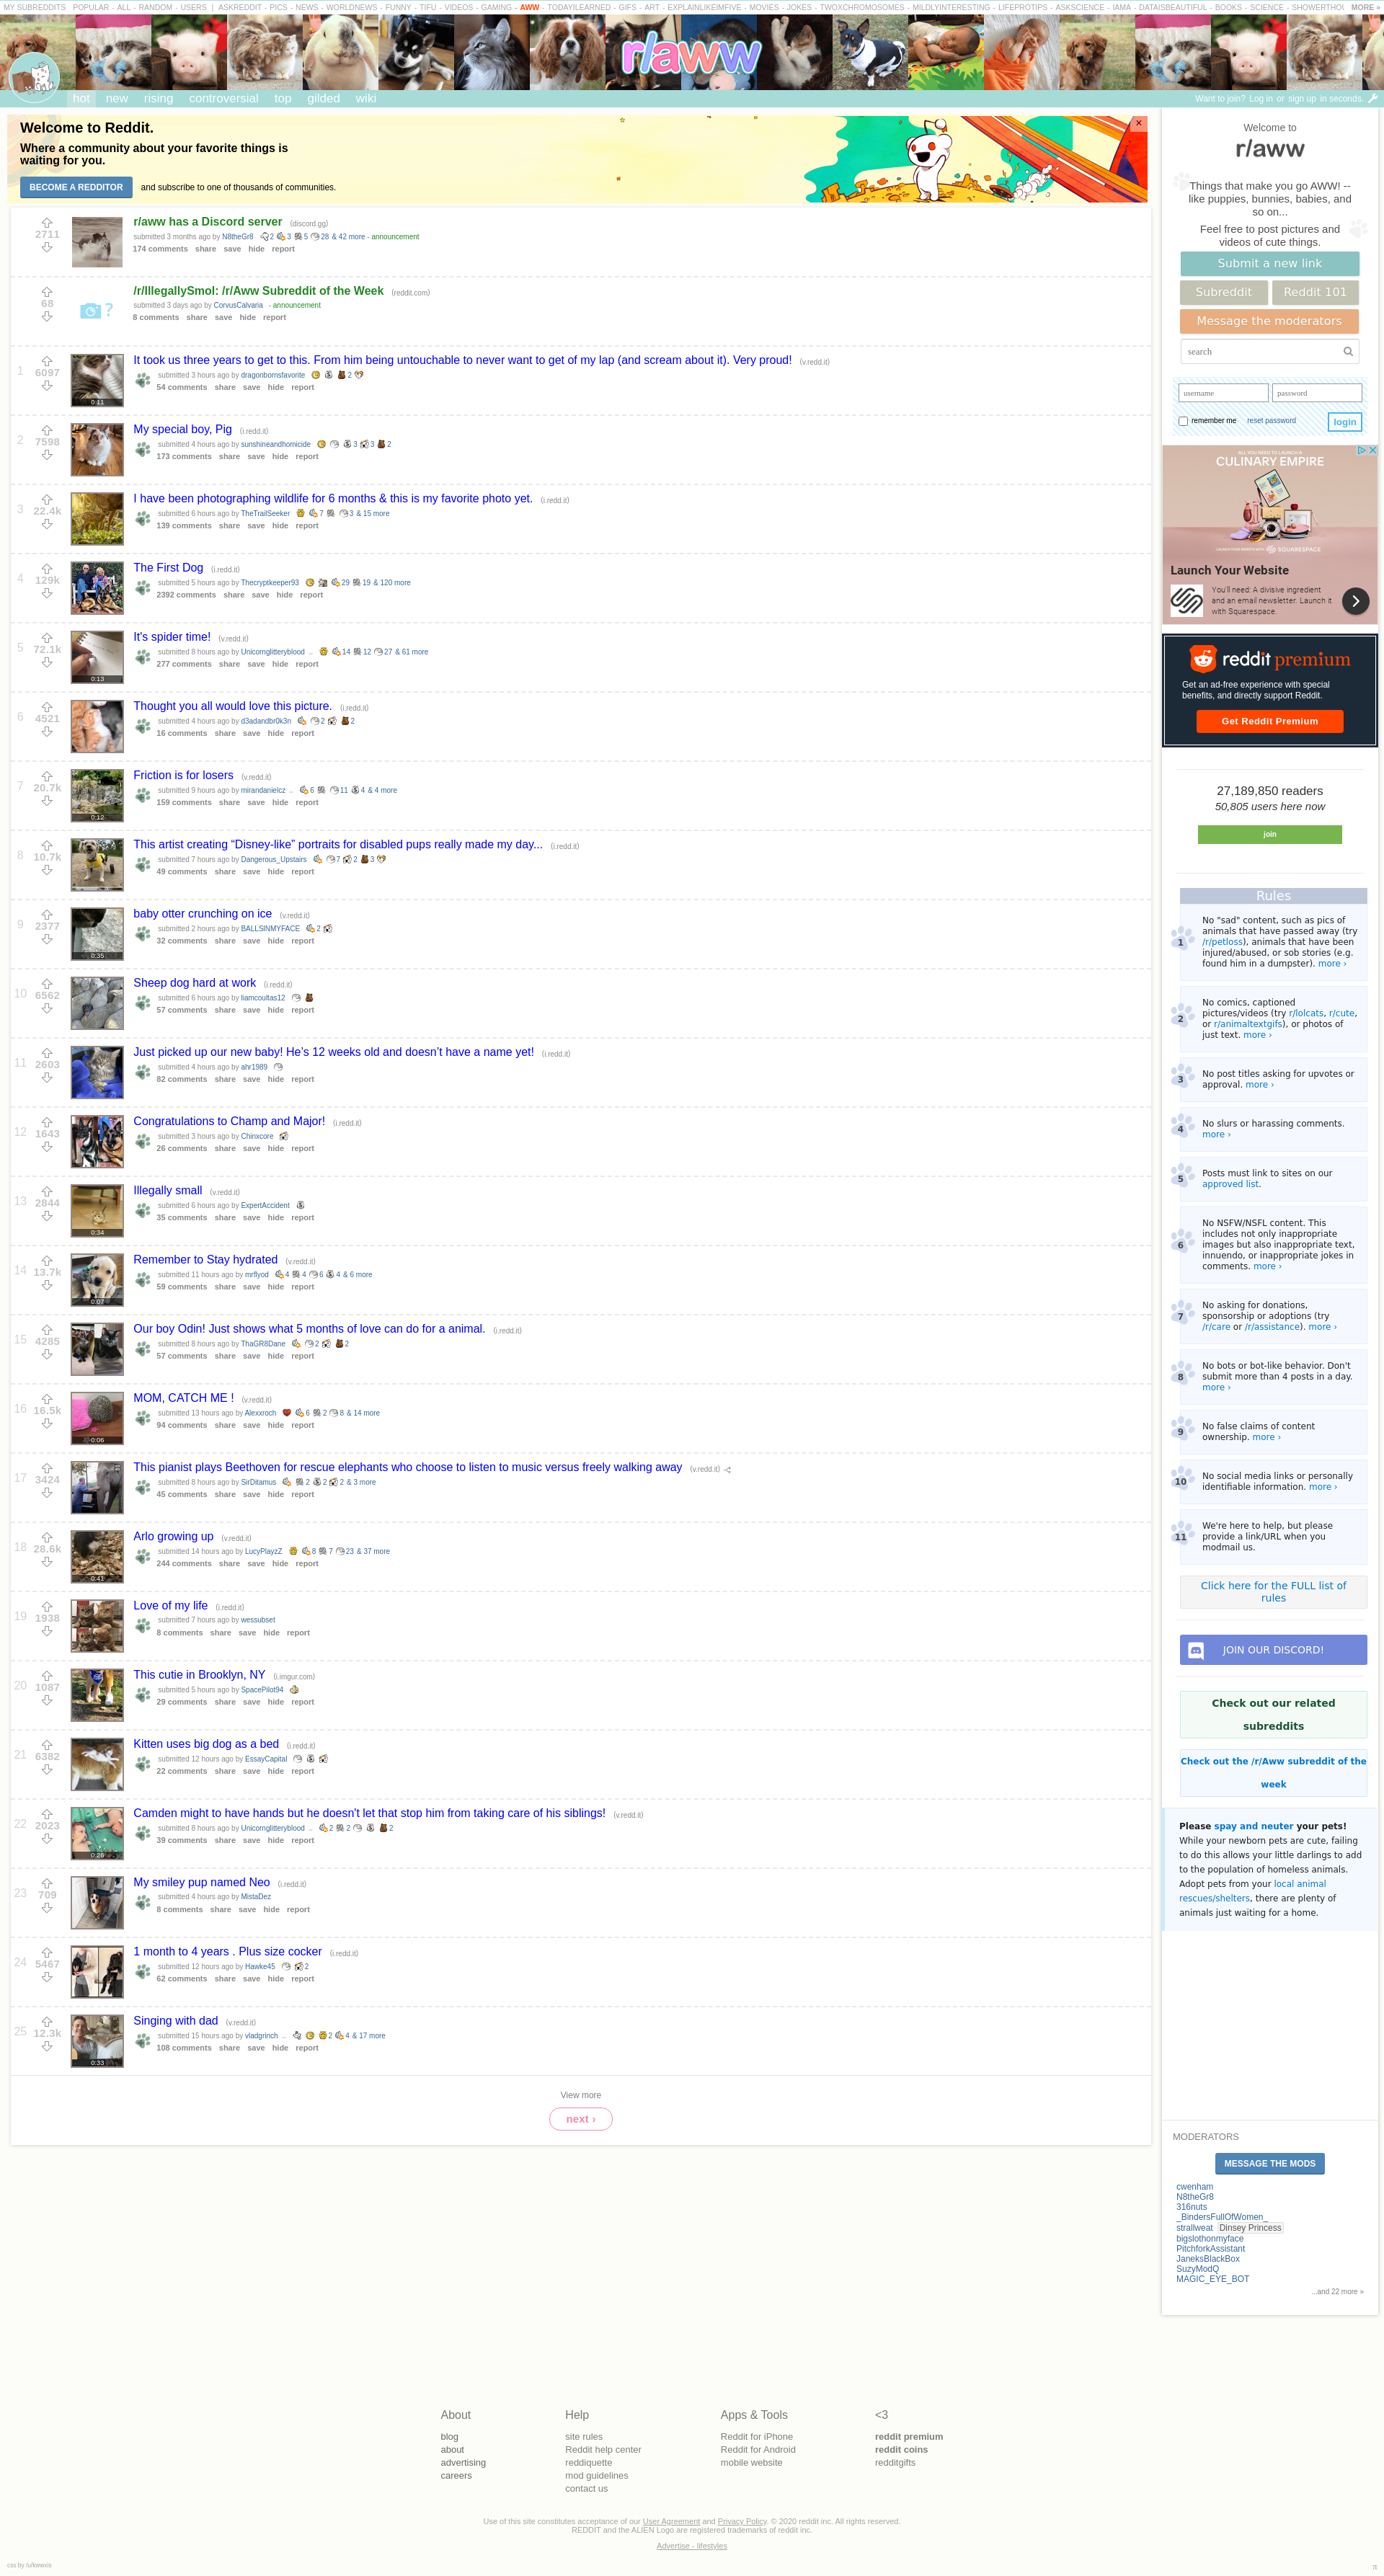 MY SUBREDDITS POPULAR - ALL - RANDOM - USERS | ASKREDDIT - PICS - NEWS - WORLDNEWS - FUNNY - TIFU - VIDEOS - GAMING - AWW - TODAYILEARNED - GIFS - ART - EXPLAINLIKEIMFIVE - MOVIES - JOKES - TWOXCHROMOSOMES - MILDLYINTERESTING - LIFEPROTIPS - ASKSCIENCE - IAMA - DATAISBEAUTIFUL - BOOKS - SCIENCE - SHOWERTHOU MORE »
r/aww
hot new rising controversial top gilded wiki
Want to join? Log in or sign up in seconds.
Welcome to Reddit.
Where a community about your favorite things is
waiting for you.
BECOME A REDDITOR and subscribe to one of thousands of communities.
×
2711
r/aww has a Discord server (discord.gg)
submitted 3 months ago by N8theGr8 2 3 5 28 & 42 more - announcement
174 comments share save hide report
68
/r/IllegallySmol: /r/Aww Subreddit of the Week (reddit.com)
submitted 3 days ago by CorvusCalvaria - announcement
8 comments share save hide report
1
6097
0:11
It took us three years to get to this. From him being untouchable to never want to get of my lap (and scream about it). Very proud! (v.redd.it)
submitted 3 hours ago by dragonbornsfavorite 2
54 comments share save hide report
2
7598
My special boy, Pig (i.redd.it)
submitted 4 hours ago by sunshineandhomicide 3 3 2
173 comments share save hide report
3
22.4k
I have been photographing wildlife for 6 months & this is my favorite photo yet. (i.redd.it)
submitted 6 hours ago by TheTrailSeeker 7 3 & 15 more
139 comments share save hide report
4
129k
The First Dog (i.redd.it)
submitted 5 hours ago by Thecryptkeeper93 29 19 & 120 more
2392 comments share save hide report
5
72.1k
0:13
It's spider time! (v.redd.it)
submitted 8 hours ago by Unicornglitteryblood .. 14 12 27 & 61 more
277 comments share save hide report
6
4521
Thought you all would love this picture. (i.redd.it)
submitted 4 hours ago by d3adandbr0k3n 2 2
16 comments share save hide report
7
20.7k
0:12
Friction is for losers (v.redd.it)
submitted 9 hours ago by mirandanielcz .. 6 11 4 & 4 more
159 comments share save hide report
8
10.7k
This artist creating “Disney-like” portraits for disabled pups really made my day... (i.redd.it)
submitted 7 hours ago by Dangerous_Upstairs 7 2 3
49 comments share save hide report
9
2377
0:35
baby otter crunching on ice (v.redd.it)
submitted 2 hours ago by BALLSINMYFACE 2
32 comments share save hide report
10
6562
Sheep dog hard at work (i.redd.it)
submitted 6 hours ago by liamcoultas12
57 comments share save hide report
11
2603
Just picked up our new baby! He’s 12 weeks old and doesn’t have a name yet! (i.redd.it)
submitted 4 hours ago by ahr1989
82 comments share save hide report
12
1643
Congratulations to Champ and Major! (i.redd.it)
submitted 3 hours ago by Chinxcore
26 comments share save hide report
13
2844
0:34
Illegally small (v.redd.it)
submitted 6 hours ago by ExpertAccident
35 comments share save hide report
14
13.7k
0:07
Remember to Stay hydrated (v.redd.it)
submitted 11 hours ago by mrflyod 4 4 6 4 & 6 more
59 comments share save hide report
15
4285
Our boy Odin! Just shows what 5 months of love can do for a animal. (i.redd.it)
submitted 8 hours ago by ThaGR8Dane 2 2
57 comments share save hide report
16
16.5k
0:06
MOM, CATCH ME ! (v.redd.it)
submitted 13 hours ago by Alexxroch 6 2 8 & 14 more
94 comments share save hide report
17
3424
This pianist plays Beethoven for rescue elephants who choose to listen to music versus freely walking away (v.redd.it)
submitted 8 hours ago by SirDitamus 2 2 2 & 3 more
45 comments share save hide report
18
28.6k
0:41
Arlo growing up (v.redd.it)
submitted 14 hours ago by LucyPlayzZ 8 7 23 & 37 more
244 comments share save hide report
19
1938
Love of my life (i.redd.it)
submitted 7 hours ago by wessubset
8 comments share save hide report
20
1087
This cutie in Brooklyn, NY (i.imgur.com)
submitted 5 hours ago by SpacePilot94
29 comments share save hide report
21
6382
Kitten uses big dog as a bed (i.redd.it)
submitted 12 hours ago by EssayCapital
22 comments share save hide report
22
2023
0:26
Camden might to have hands but he doesn't let that stop him from taking care of his siblings! (v.redd.it)
submitted 8 hours ago by Unicornglitteryblood .. 2 2 2
39 comments share save hide report
23
709
My smiley pup named Neo (i.redd.it)
submitted 4 hours ago by MistaDez
8 comments share save hide report
24
5467
1 month to 4 years . Plus size cocker (i.redd.it)
submitted 12 hours ago by Hawke45 2
62 comments share save hide report
25
12.3k
0:33
Singing with dad (v.redd.it)
submitted 15 hours ago by vladgrinch .. 2 4 & 17 more
108 comments share save hide report
View more
next ›
Welcome to
r/aww
Things that make you go AWW! --
like puppies, bunnies, babies, and
so on...
Feel free to post pictures and
videos of cute things.
Submit a new link
Subreddit Reddit 101
Message the moderators
search
username password
remember me reset password login
ALL YOU NEED TO LAUNCH A
CULINARY EMPIRE
SQUARESPACE
Launch Your Website
You'll need: A divisive ingredient
and an email newsletter. Launch it
with Squarespace.
reddit premium
Get an ad-free experience with special
benefits, and directly support Reddit.
Get Reddit Premium
27,189,850 readers
50,805 users here now
join
Rules
1
No "sad" content, such as pics of
animals that have passed away (try
/r/petloss), animals that have been
injured/abused, or sob stories (e.g.
found him in a dumpster). more ›
2
No comics, captioned
pictures/videos (try r/lolcats, r/cute,
or r/animaltextgifs), or photos of
just text. more ›
3
No post titles asking for upvotes or
approval. more ›
4
No slurs or harassing comments.
more ›
5
Posts must link to sites on our
approved list.
6
No NSFW/NSFL content. This
includes not only inappropriate
images but also inappropriate text,
innuendo, or inappropriate jokes in
comments. more ›
7
No asking for donations,
sponsorship or adoptions (try
/r/care or /r/assistance). more ›
8
No bots or bot-like behavior. Don't
submit more than 4 posts in a day.
more ›
9
No false claims of content
ownership. more ›
10
No social media links or personally
identifiable information. more ›
11
We're here to help, but please
provide a link/URL when you
modmail us.
Click here for the FULL list of
rules
JOIN OUR DISCORD!
Check out our related
subreddits
Check out the /r/Aww subreddit of the
week
Please spay and neuter your pets!
While your newborn pets are cute, failing
to do this allows your little darlings to add
to the population of homeless animals.
Adopt pets from your local animal
rescues/shelters, there are plenty of
animals just waiting for a home.
MODERATORS
MESSAGE THE MODS
cwenham
N8theGr8
316nuts
_BindersFullOfWomen_
strallweat Dinsey Princess
bigslothonmyface
PitchforkAssistant
JaneksBlackBox
SuzyModQ
MAGIC_EYE_BOT
...and 22 more »
About
blog
about
advertising
careers
Help
site rules
Reddit help center
reddiquette
mod guidelines
contact us
Apps & Tools
Reddit for iPhone
Reddit for Android
mobile website
<3
reddit premium
reddit coins
redditgifts
Use of this site constitutes acceptance of our User Agreement and Privacy Policy. © 2020 reddit inc. All rights reserved.
REDDIT and the ALIEN Logo are registered trademarks of reddit inc.
Advertise - lifestyles
π